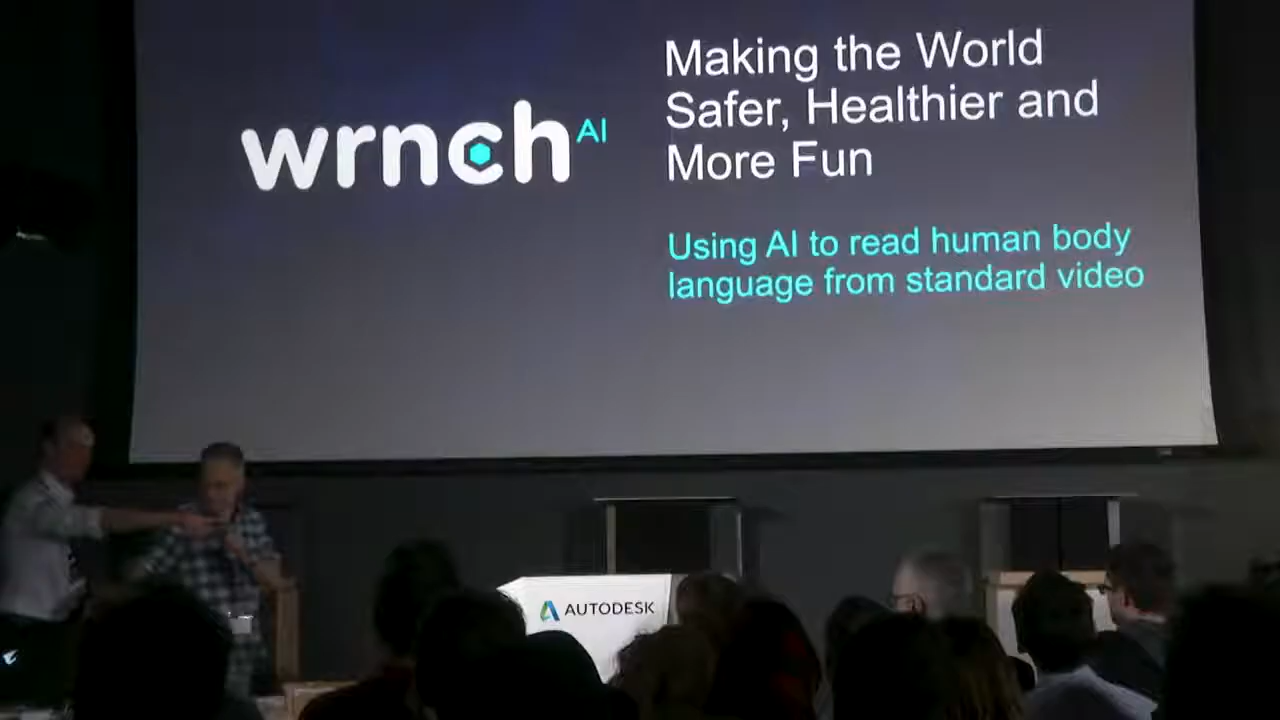 wrnch AI
Making the World
Safer, Healthier and
More Fun
Using AI to read human body
language from standard video
AUTODESK